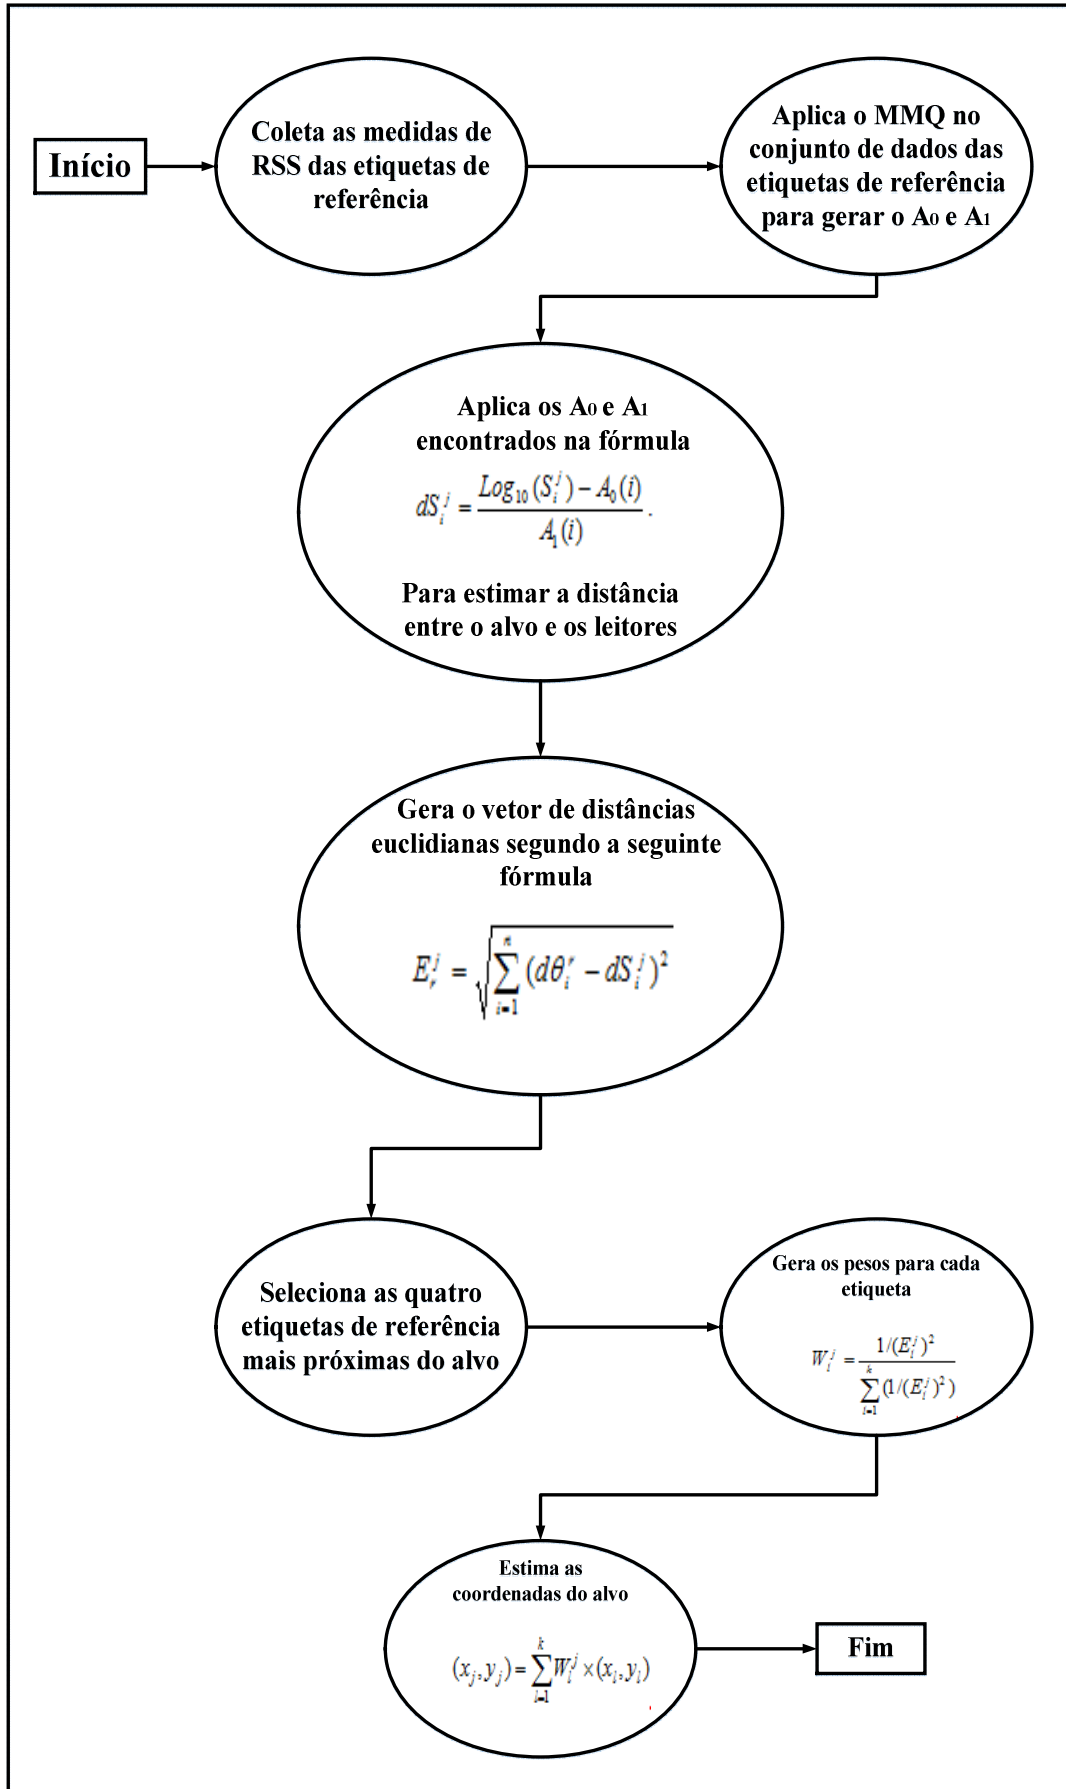 Início
Coleta as medidas de
RSS das etiquetas de
referência
Aplica o MMQ no
conjunto de dados das
etiquetas de referência
para gerar o A₀ e A₁
Aplica os A₀ e A₁
encontrados na fórmula
dS_i^j = (Log₁₀(S_i^j) − A₀(i)) / A₁(i) .
Para estimar a distância
entre o alvo e os leitores
Gera o vetor de distâncias
euclidianas segundo a seguinte
fórmula
E_r^j = √(∑_{i=1}^{n} (dθ_i^r − dS_i^j)²)
Seleciona as quatro
etiquetas de referência
mais próximas do alvo
Gera os pesos para cada
etiqueta
W_i^j = (1/(E_i^j)²) / (∑_{i=1}^{k} (1/(E_i^j)²))
Estima as
coordenadas do alvo
(x_j, y_j) = ∑_{i=1}^{k} W_i^j × (x_i, y_i)
Fim